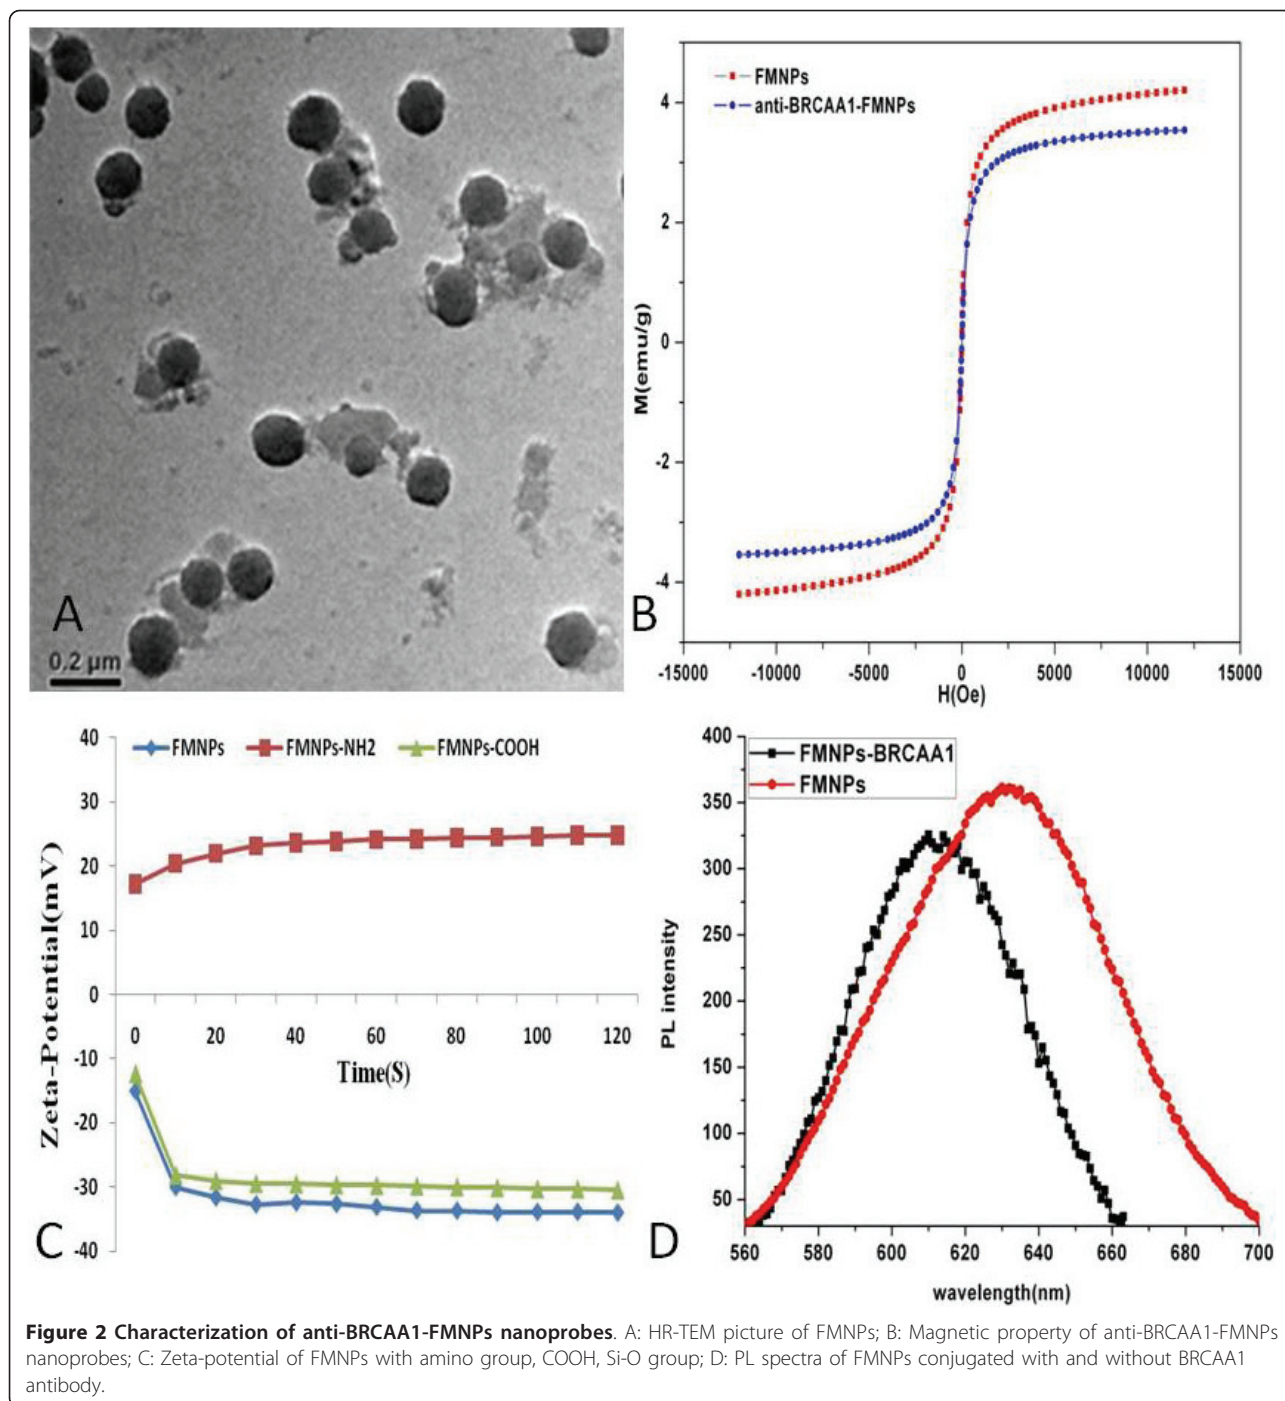 A
0.2 μm
FMNPs
anti-BRCAA1-FMNPs
M(emu/g)
4
2
0
-2
-4
-15000 -10000 -5000 0 5000 10000 15000
H(Oe)
B
FMNPs FMNPs-NH2 FMNPs-COOH
Zeta-Potential(mV)
40
30
20
10
0
-10
-20
-30
-40
0 20 40 60 80 100 120
Time(S)
C
FMNPs-BRCAA1
FMNPs
PL intensity
400
350
300
250
200
150
100
50
560 580 600 620 640 660 680 700
wavelength(nm)
D
Figure 2 Characterization of anti-BRCAA1-FMNPs nanoprobes. A: HR-TEM picture of FMNPs; B: Magnetic property of anti-BRCAA1-FMNPs
nanoprobes; C: Zeta-potential of FMNPs with amino group, COOH, Si-O group; D: PL spectra of FMNPs conjugated with and without BRCAA1
antibody.